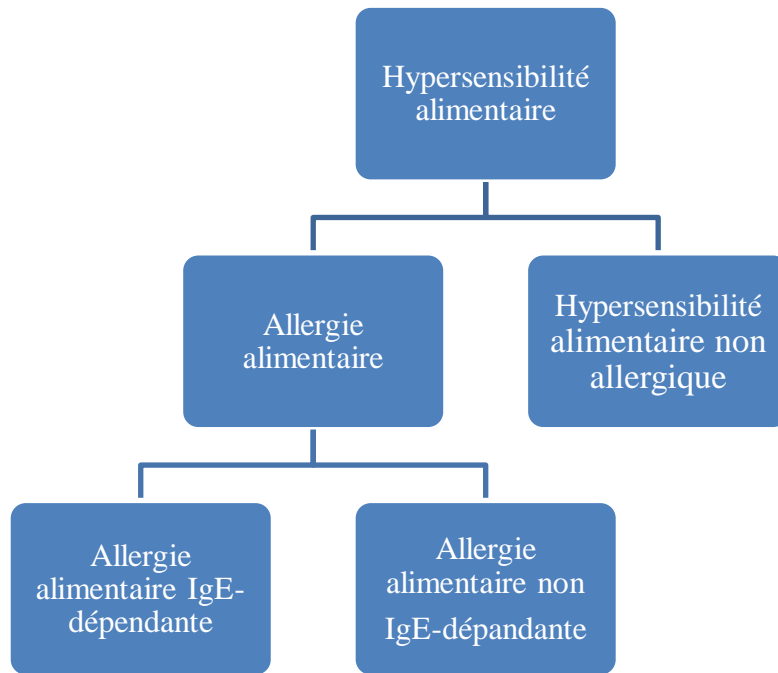 Hypersensibilité
alimentaire
Allergie
alimentaire
Hypersensibilité
alimentaire non
allergique
Allergie
alimentaire IgE-
dépendante
Allergie
alimentaire non
IgE-dépandante